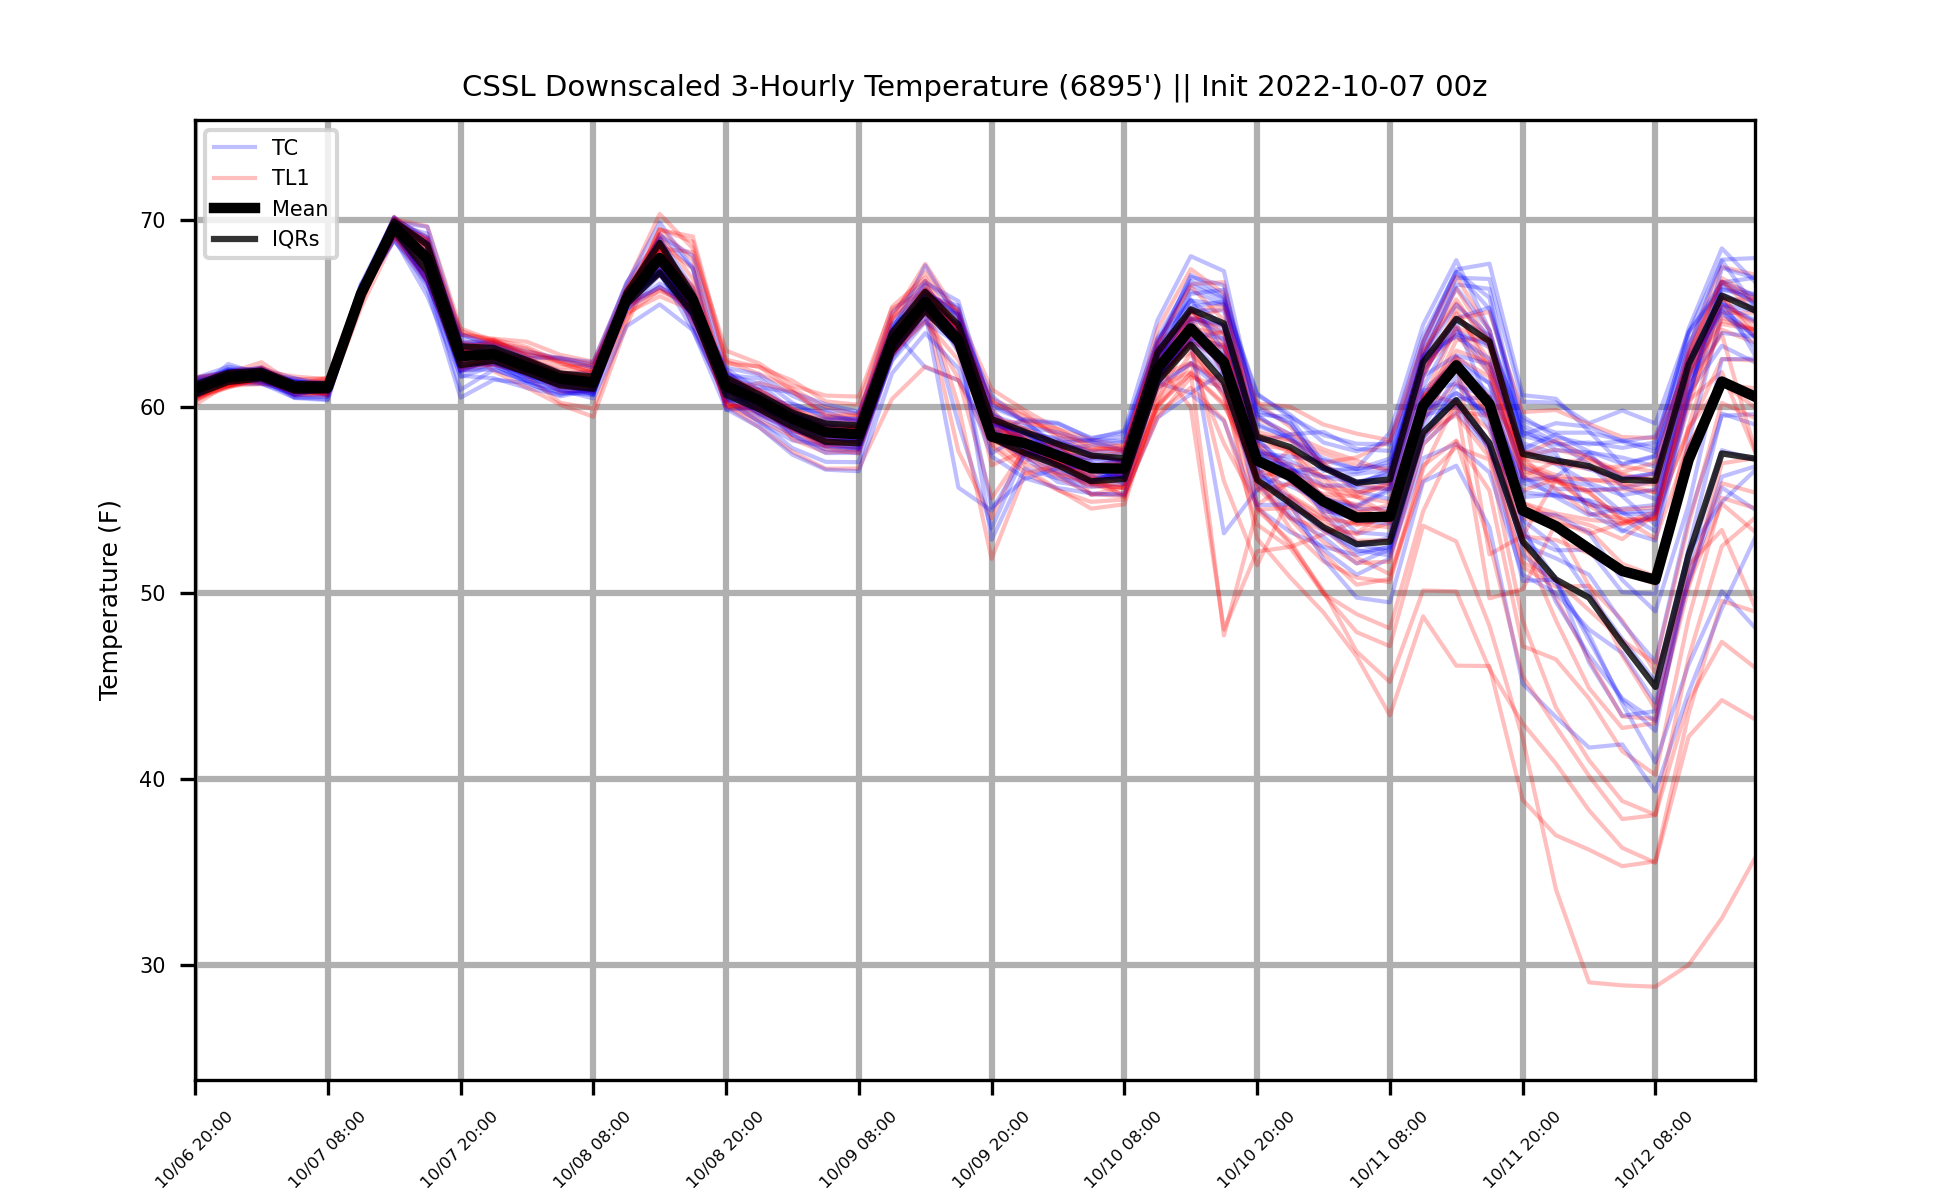 CSSL Downscaled 3-Hourly Temperature (6895') || Init 2022-10-07 00z
TC
TL1
Mean
IQRs
Temperature (F)
70
60
50
40
30
10/06 20:00
10/07 08:00
10/07 20:00
10/08 08:00
10/08 20:00
10/09 08:00
10/09 20:00
10/10 08:00
10/10 20:00
10/11 08:00
10/11 20:00
10/12 08:00